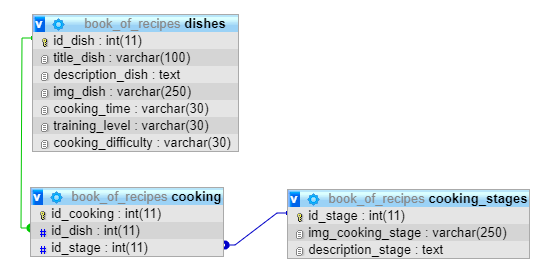 v book_of_recipes dishes
id_dish : int(11)
title_dish : varchar(100)
description_dish : text
img_dish : varchar(250)
cooking_time : varchar(30)
training_level : varchar(30)
cooking_difficulty : varchar(30)
v book_of_recipes cooking
id_cooking : int(11)
# id_dish : int(11)
# id_stage : int(11)
v book_of_recipes cooking_stages
id_stage : int(11)
img_cooking_stage : varchar(250)
description_stage : text